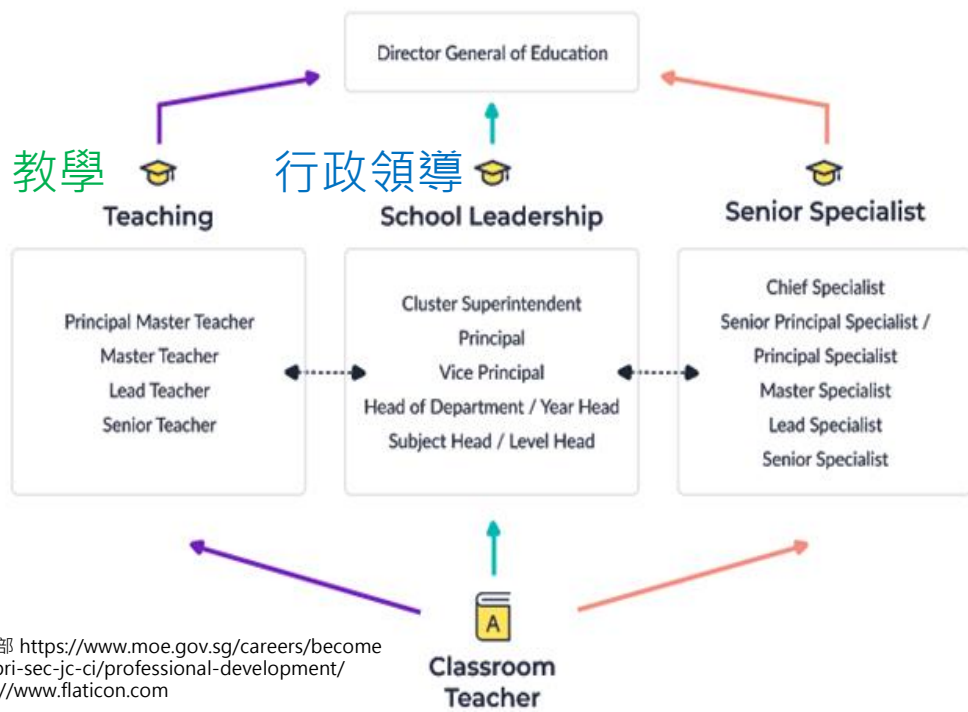 Director General of Education
教學
行政領導
Teaching
School Leadership
Senior Specialist
Principal Master Teacher
Master Teacher
Lead Teacher
Senior Teacher
Cluster Superintendent
Principal
Vice Principal
Head of Department / Year Head
Subject Head / Level Head
Chief Specialist
Senior Principal Specialist /
Principal Specialist
Master Specialist
Lead Specialist
Senior Specialist
A
Classroom
Teacher
部 https://www.moe.gov.sg/careers/become
ori-sec-jc-ci/professional-development/
//www.flaticon.com